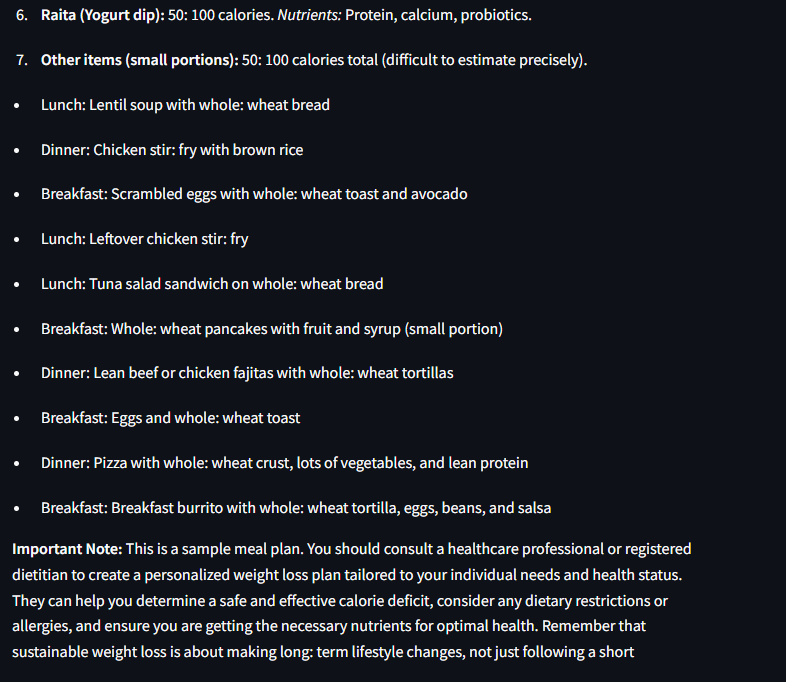 6. Raita (Yogurt dip): 50: 100 calories. Nutrients: Protein, calcium, probiotics.
7. Other items (small portions): 50: 100 calories total (difficult to estimate precisely).
• Lunch: Lentil soup with whole: wheat bread
• Dinner: Chicken stir: fry with brown rice
• Breakfast: Scrambled eggs with whole: wheat toast and avocado
• Lunch: Leftover chicken stir: fry
• Lunch: Tuna salad sandwich on whole: wheat bread
• Breakfast: Whole: wheat pancakes with fruit and syrup (small portion)
• Dinner: Lean beef or chicken fajitas with whole: wheat tortillas
• Breakfast: Eggs and whole: wheat toast
• Dinner: Pizza with whole: wheat crust, lots of vegetables, and lean protein
• Breakfast: Breakfast burrito with whole: wheat tortilla, eggs, beans, and salsa
Important Note: This is a sample meal plan. You should consult a healthcare professional or registered
dietitian to create a personalized weight loss plan tailored to your individual needs and health status.
They can help you determine a safe and effective calorie deficit, consider any dietary restrictions or
allergies, and ensure you are getting the necessary nutrients for optimal health. Remember that
sustainable weight loss is about making long: term lifestyle changes, not just following a short